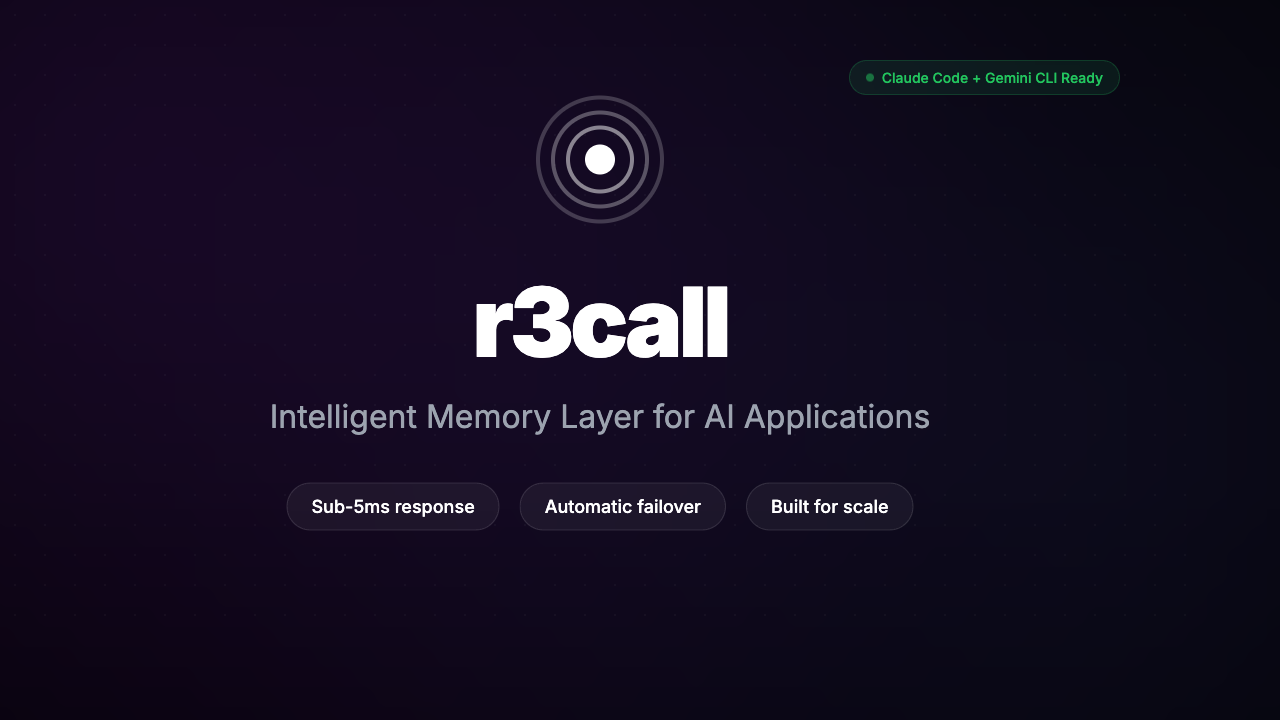 Claude Code + Gemini CLI Ready
r3call
Intelligent Memory Layer for AI Applications
Sub-5ms response
Automatic failover
Built for scale